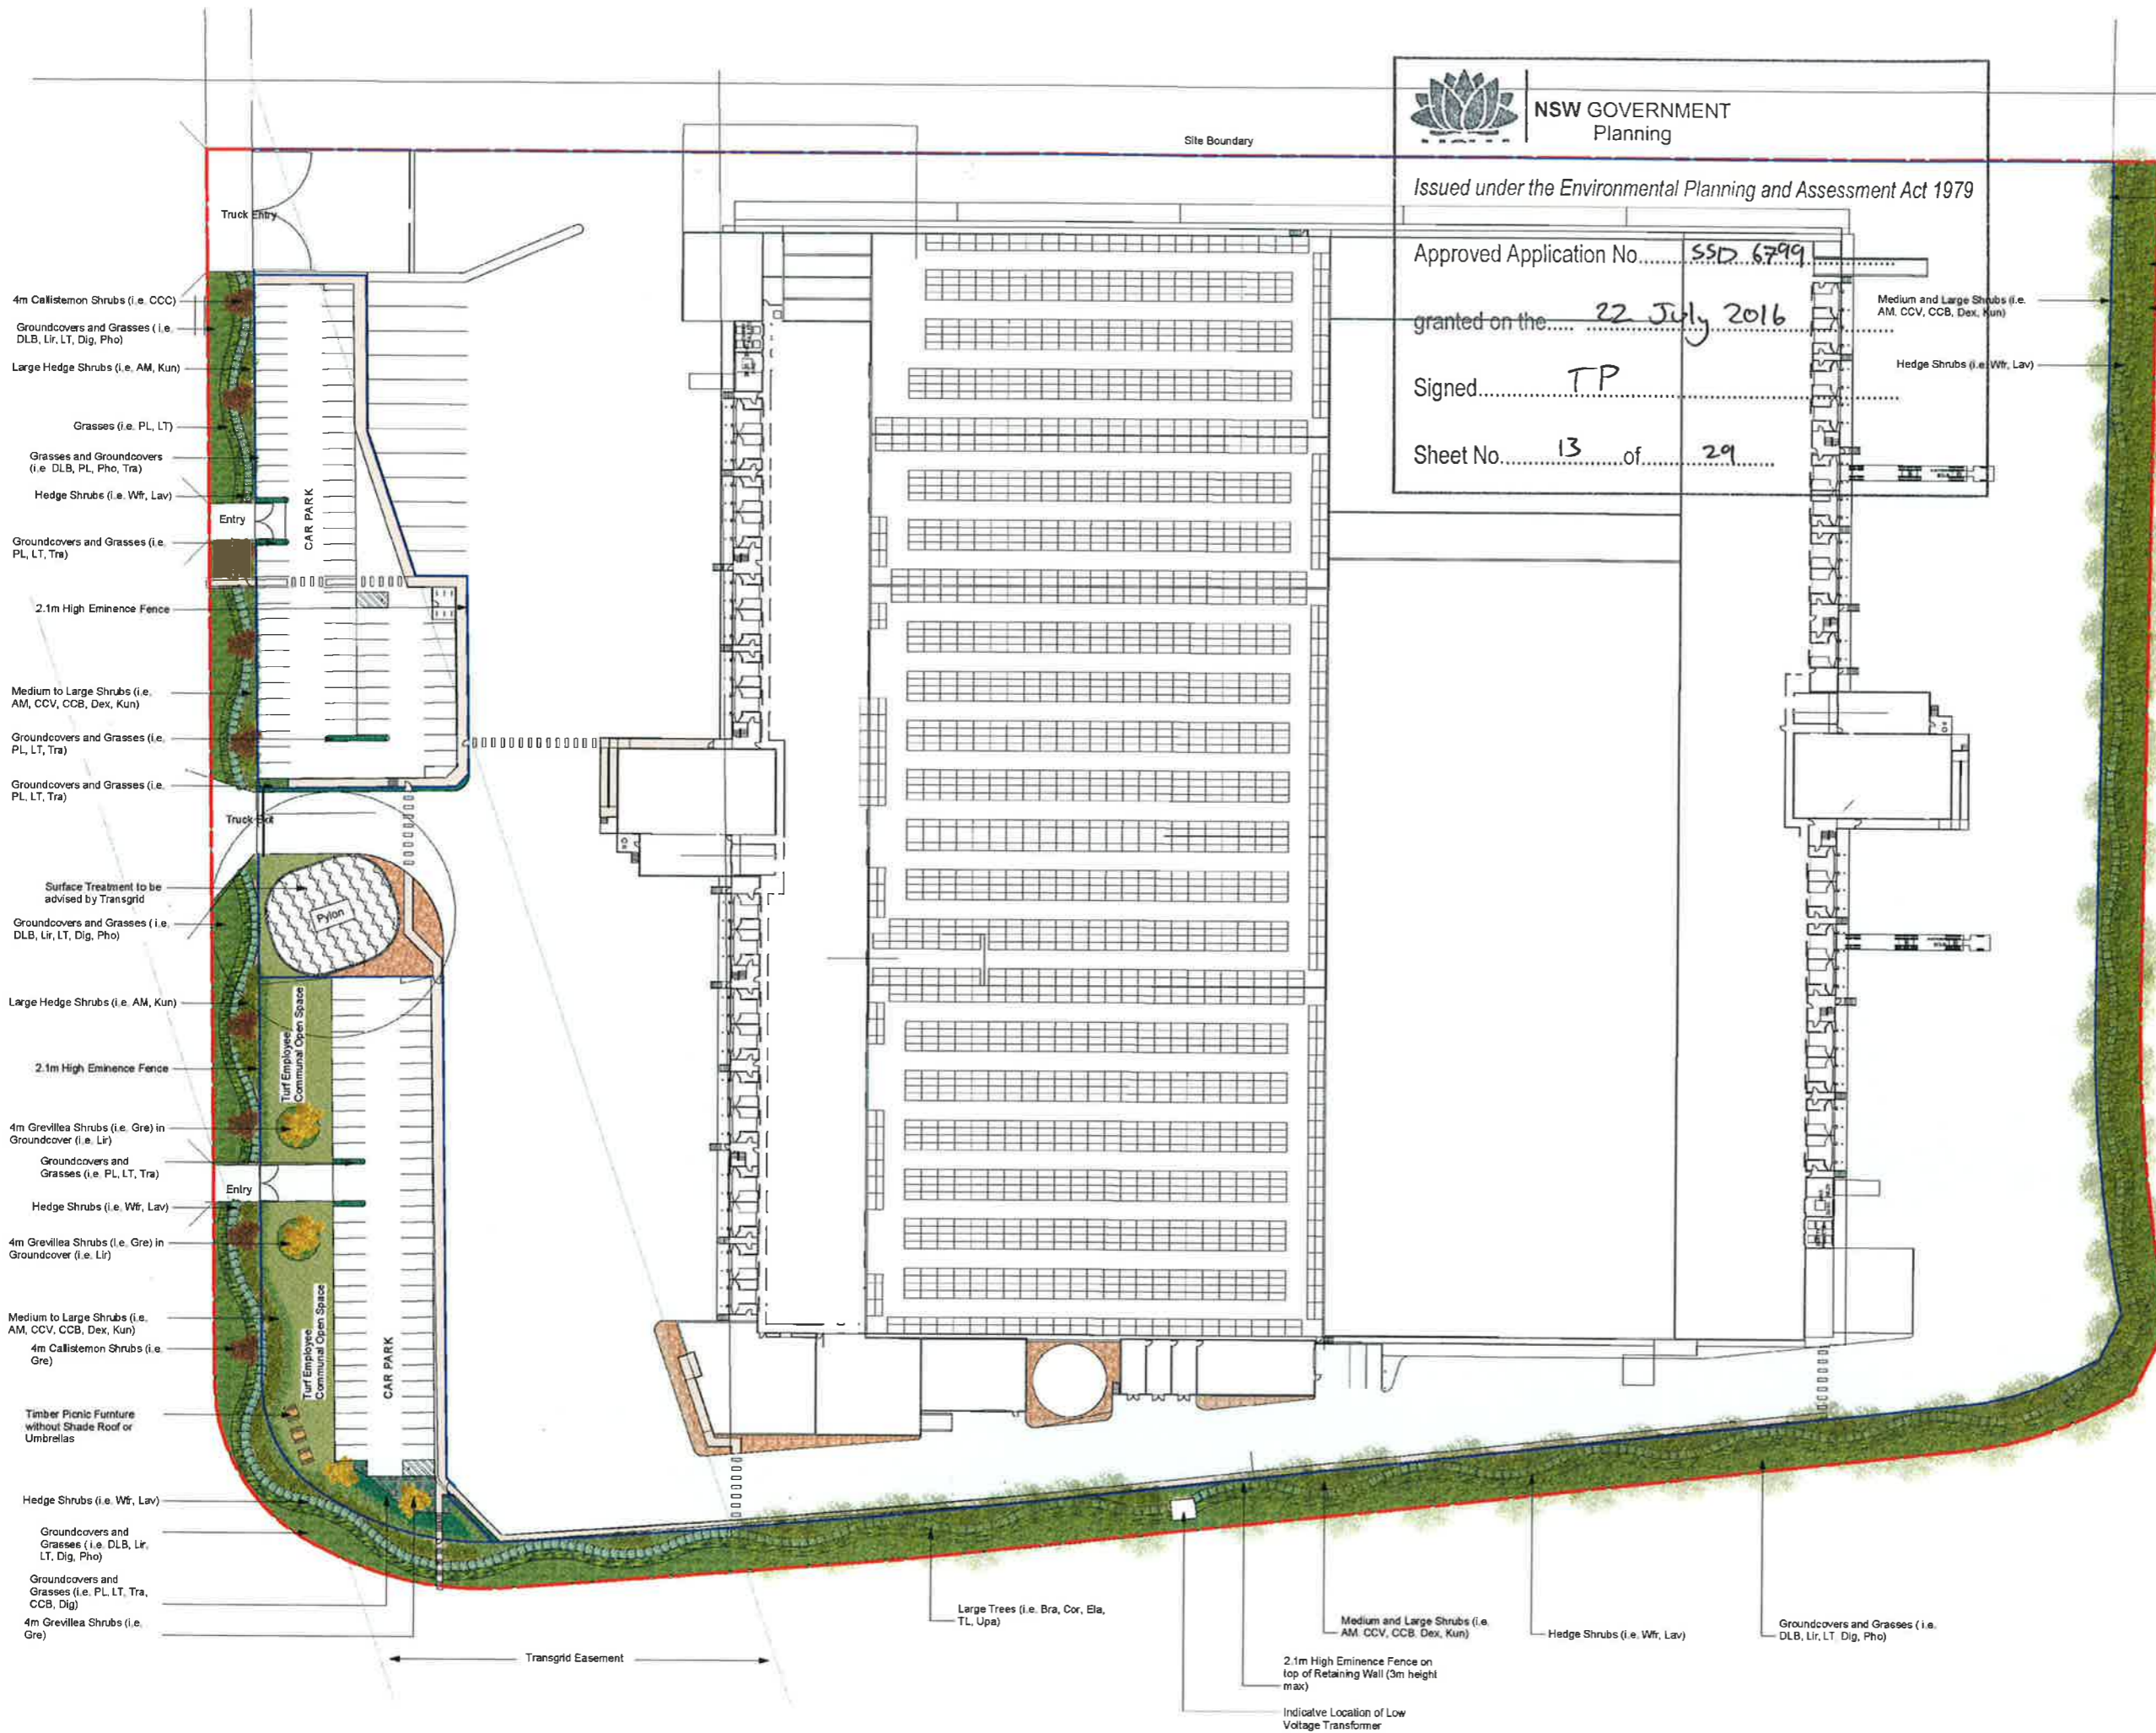 NSW GOVERNMENT
Planning
Issued under the Environmental Planning and Assessment Act 1979
Approved Application No. SSD 6799
granted on the 22 July 2016
Signed TP
Sheet No. 13 of 29
Site Boundary
Truck Entry
4m Callistemon Shrubs (i.e. CCC)
Groundcovers and Grasses (i.e.
DLB, Lir, LT, Dig, Pho)
Large Hedge Shrubs (i.e. AM, Kun)
Grasses (i.e. PL, LT)
Grasses and Groundcovers
(i.e DLB, PL, Pho, Tra)
Hedge Shrubs (i.e. Wfr, Lav)
Entry
CAR PARK
Groundcovers and Grasses (i.e.
PL, LT, Tra)
2.1m High Eminence Fence
Medium to Large Shrubs (i.e.
AM, CCV, CCB, Dex, Kun)
Groundcovers and Grasses (i.e.
PL, LT, Tra)
Groundcovers and Grasses (i.e.
PL, LT, Tra)
Truck Exit
Surface Treatment to be
advised by Transgrid
Pylon
Groundcovers and Grasses (i.e.
DLB, Lir, LT, Dig, Pho)
Large Hedge Shrubs (i.e. AM, Kun)
Turf Employee
Communal Open Space
2.1m High Eminence Fence
4m Grevillea Shrubs (i.e. Gre) in
Groundcover (i.e. Lir)
Groundcovers and
Grasses (i.e. PL, LT, Tra)
Entry
Hedge Shrubs (i.e. Wfr, Lav)
4m Grevillea Shrubs (i.e. Gre) in
Groundcover (i.e. Lir)
Medium to Large Shrubs (i.e.
AM, CCV, CCB, Dex, Kun)
4m Callistemon Shrubs (i.e.
Gre)
Turf Employee
Communal Open Space
CAR PARK
Timber Picnic Furnture
without Shade Roof or
Umbrellas
Hedge Shrubs (i.e. Wfr, Lav)
Groundcovers and
Grasses (i.e. DLB, Lir,
LT, Dig, Pho)
Groundcovers and
Grasses (i.e. PL, LT, Tra,
CCB, Dig)
4m Grevillea Shrubs (i.e.
Gre)
Transgrid Easement
Large Trees (i.e. Bra, Cor, Ela,
TL, Upa)
Medium and Large Shrubs (i.e.
AM. CCV, CCB. Dex, Kun)
2.1m High Eminence Fence on
top of Retaining Wall (3m height
max)
Indicatve Location of Low
Voltage Transformer
Hedge Shrubs (i.e. Wfr, Lav)
Groundcovers and Grasses (i.e.
DLB, Lir, LT, Dig, Pho)
Medium and Large Shrubs (i.e.
AM. CCV, CCB, Dex, Kun)
Hedge Shrubs (i.e. Wfr, Lav)